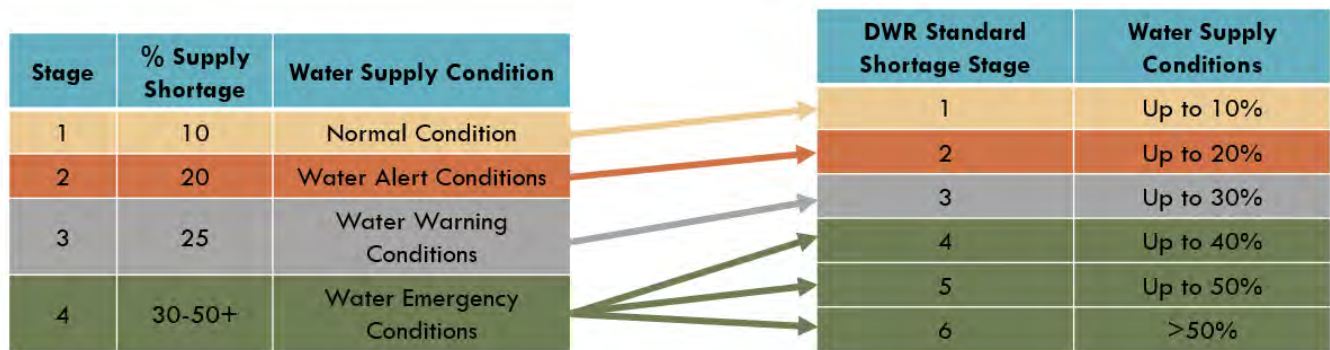 Stage
% Supply
Shortage
Water Supply Condition
1
10
Normal Condition
2
20
Water Alert Conditions
3
25
Water Warning
Conditions
4
30-50+
Water Emergency
Conditions
DWR Standard
Shortage Stage
Water Supply
Conditions
1
Up to 10%
2
Up to 20%
3
Up to 30%
4
Up to 40%
5
Up to 50%
6
>50%